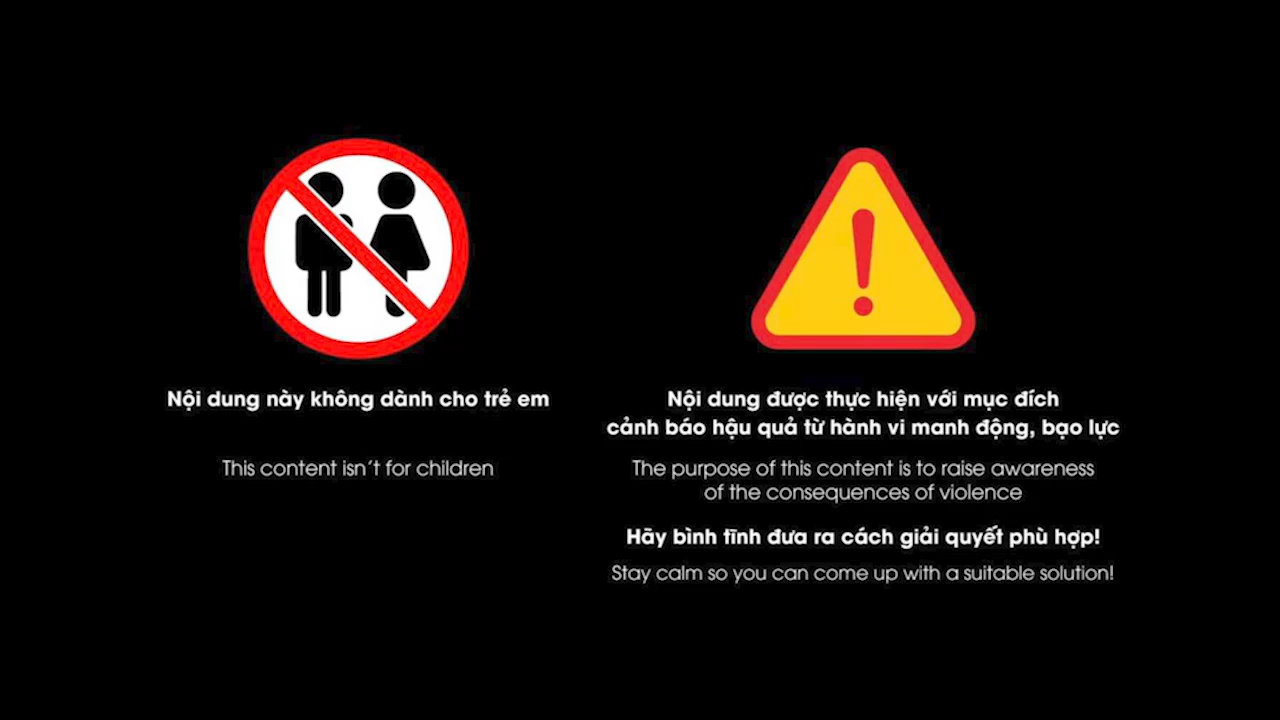 Nội dung này không dành cho trẻ em
This content isn't for children
Nội dung được thực hiện với mục đích
cảnh báo hậu quả từ hành vi manh động, bạo lực
The purpose of this content is to raise awareness
of the consequences of violence
Hãy bình tĩnh đưa ra cách giải quyết phù hợp!
Stay calm so you can come up with a suitable solution!